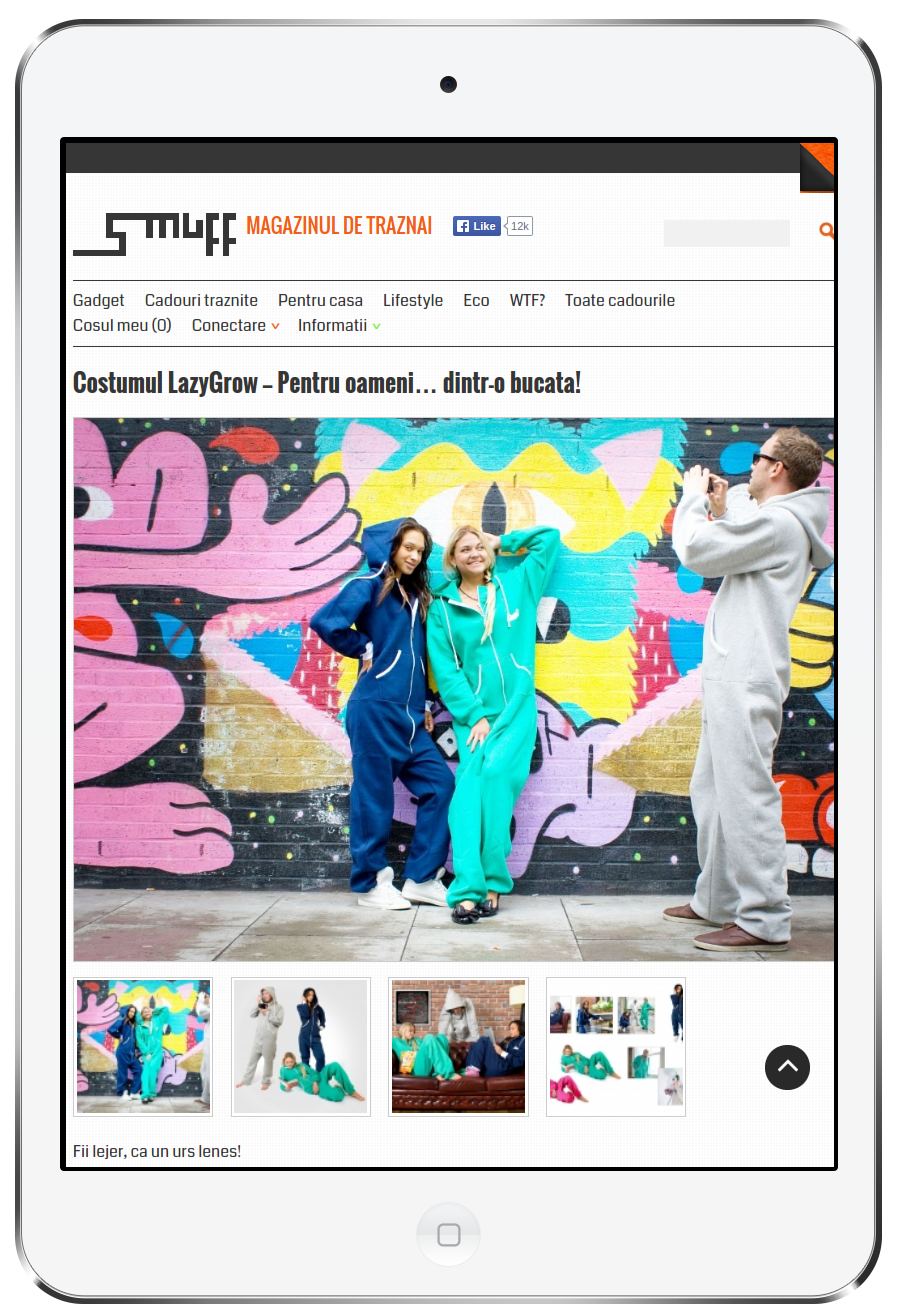 smuff
MAGAZINUL DE TRAZNAI
Like
12k
Gadget Cadouri traznite Pentru casa Lifestyle Eco WTF? Toate cadourile
Cosul meu (0) Conectare Informatii
Costumul LazyGrow – Pentru oameni… dintr-o bucata!
Fii lejer, ca un urs lenes!